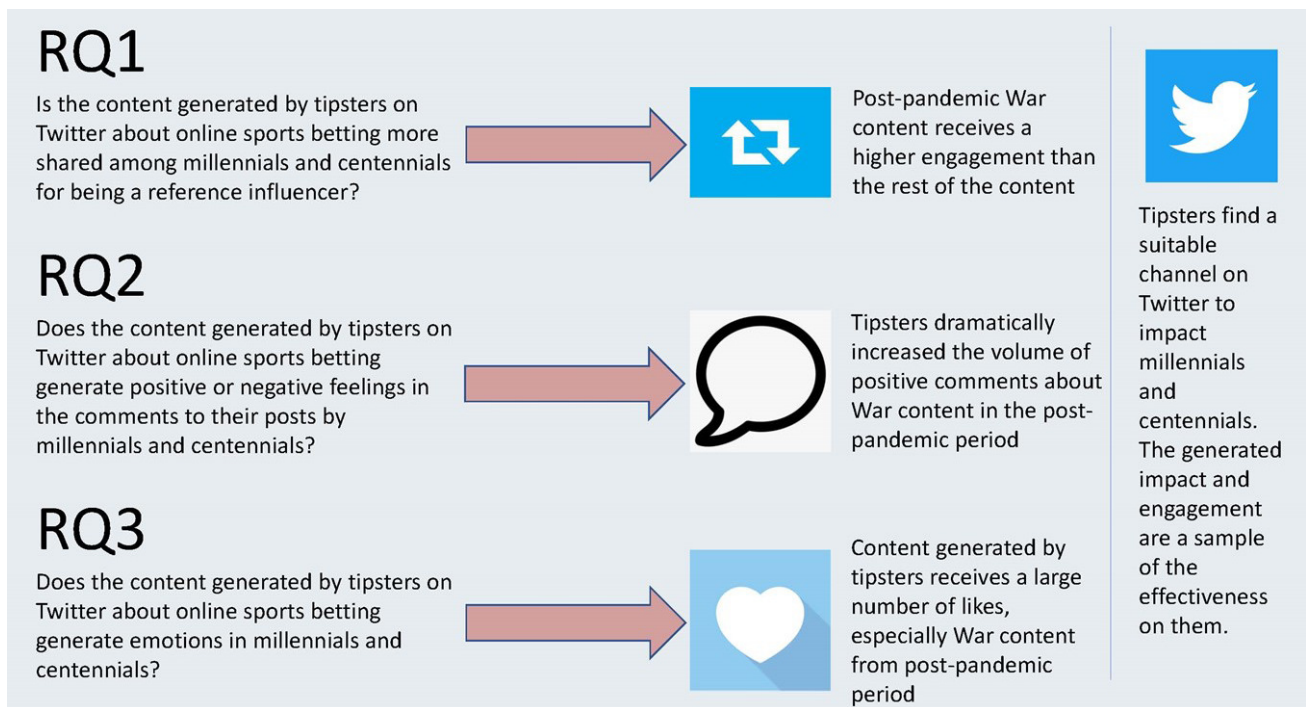 RQ1
Is the content generated by tipsters on
Twitter about online sports betting more
shared among millennials and centennials
for being a reference influencer?
Post-pandemic War
content receives a
higher engagement than
the rest of the content
RQ2
Does the content generated by tipsters on
Twitter about online sports betting
generate positive or negative feelings in
the comments to their posts by
millennials and centennials?
Tipsters dramatically
increased the volume of
positive comments about
War content in the post-
pandemic period
RQ3
Does the content generated by tipsters on
Twitter about online sports betting
generate emotions in millennials and
centennials?
Content generated by
tipsters receives a large
number of likes,
especially War content
from post-pandemic
period
Tipsters find a
suitable
channel on
Twitter to
impact
millennials
and
centennials.
The generated
impact and
engagement
are a sample
of the
effectiveness
on them.